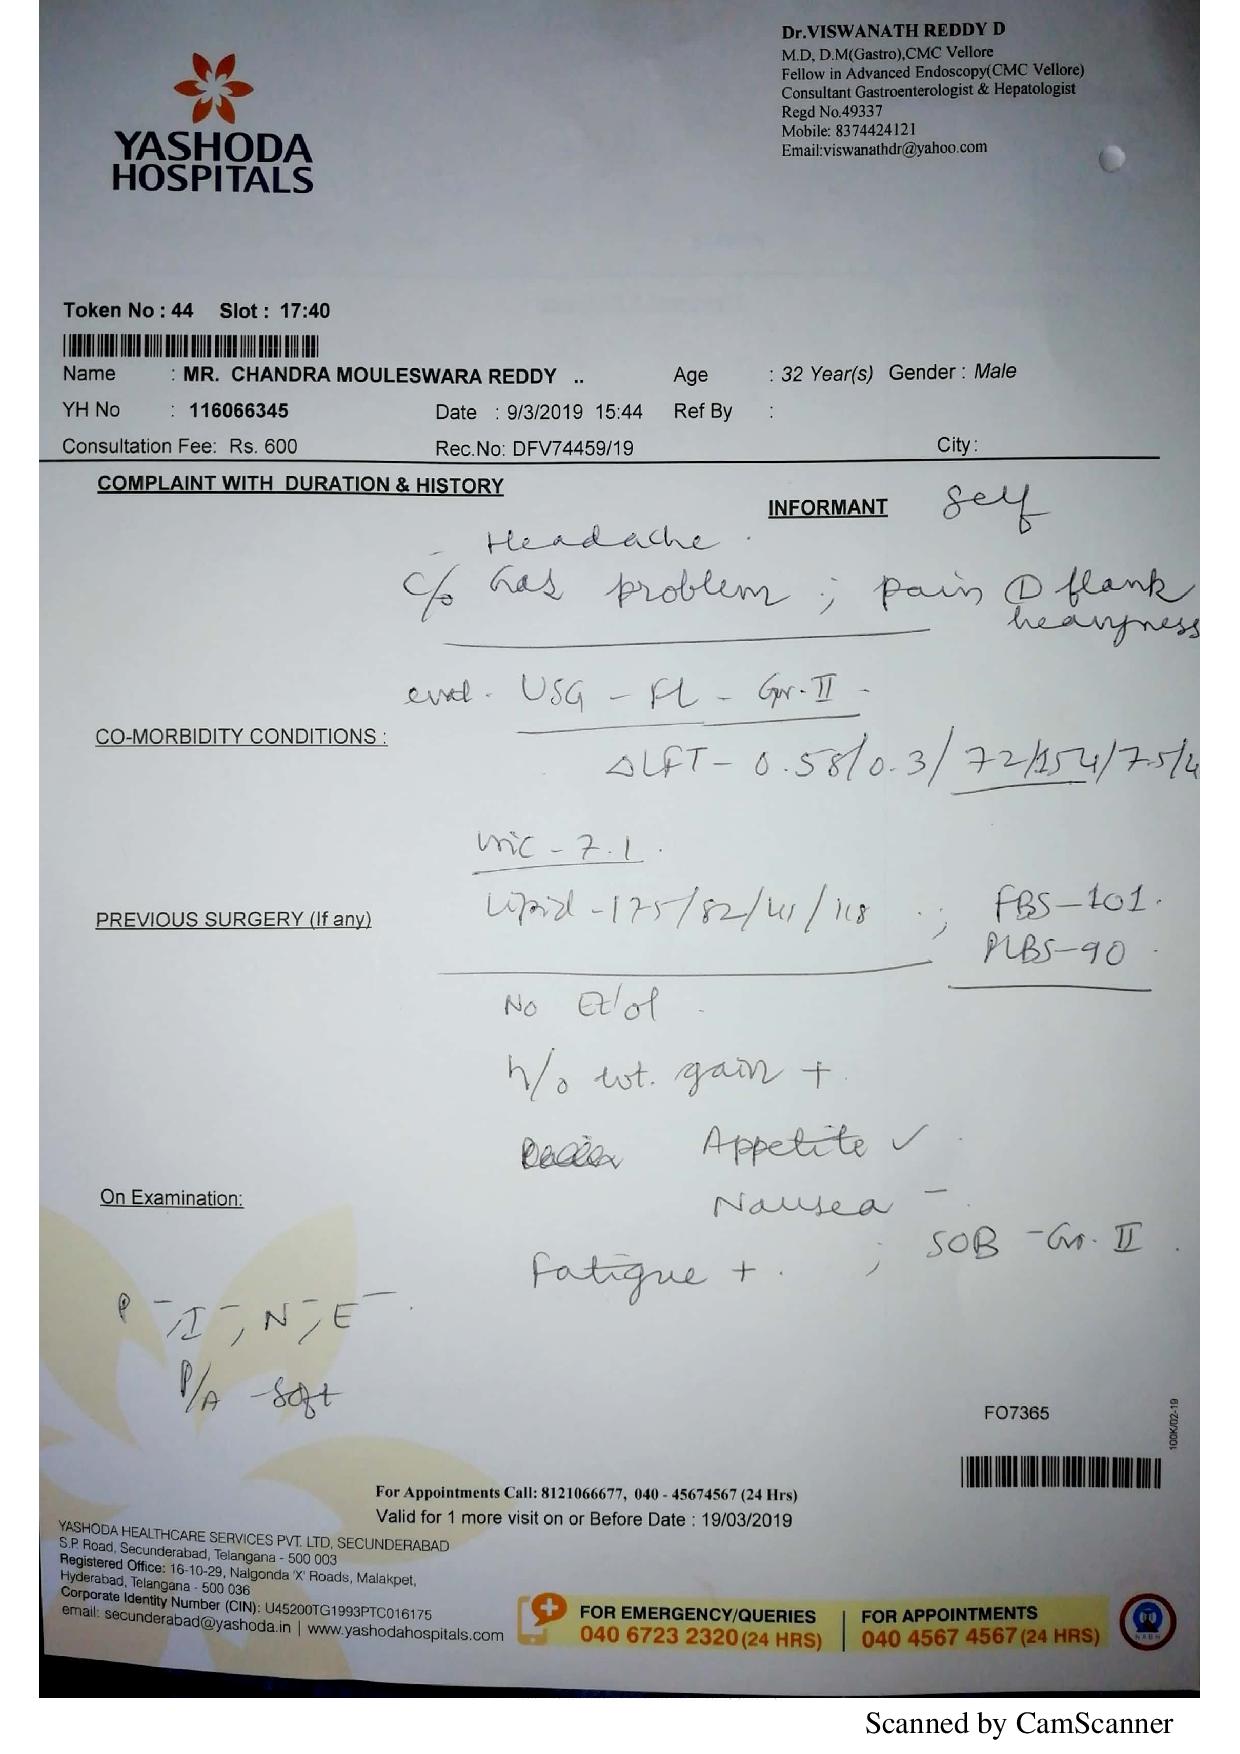 Dr.VISWANATH REDDY D
M.D, D.M(Gastro),CMC Vellore
Fellow in Advanced Endoscopy(CMC Vellore)
Consultant Gastroenterologist & Hepatologist
Regd No.49337
Mobile: 8374424121
Email:viswanathdr@yahoo.com
YASHODA
HOSPITALS
Token No : 44 Slot : 17:40
Name : MR. CHANDRA MOULESWARA REDDY .. Age : 32 Year(s) Gender : Male
YH No : 116066345 Date : 9/3/2019 15:44 Ref By :
Consultation Fee: Rs. 600 Rec.No: DFV74459/19 City :
COMPLAINT WITH DURATION & HISTORY
INFORMANT Self
- Headache .
c/o Gas problem ; pain flank
heavyness
eval. USG - FL - Gr. II -
CO-MORBIDITY CONDITIONS :
ΔLFT - 0.58/0.3/72/154/7.5/4
uric - 7.1 .
PREVIOUS SURGERY (If any)
Lipid - 175/82/41/118 ; FBS-101.
PLBS-90
No Et'ol
h/o wt. gain +
Appetite ✓
On Examination:
Nausea -
Fatigue + . ; SOB - Gr. II
P -, I -, N -, E -
P/A - Soft
FO7365
100K/02-19
For Appointments Call: 8121066677, 040 - 45674567 (24 Hrs)
Valid for 1 more visit on or Before Date : 19/03/2019
YASHODA HEALTHCARE SERVICES PVT. LTD, SECUNDERABAD
S.P. Road, Secunderabad, Telangana - 500 003
Registered Office: 16-10-29, Nalgonda 'X' Roads, Malakpet,
Hyderabad, Telangana - 500 036
Corporate Identity Number (CIN): U45200TG1993PTC016175
email: secunderabad@yashoda.in | www.yashodahospitals.com
FOR EMERGENCY/QUERIES
040 6723 2320 (24 HRS)
FOR APPOINTMENTS
040 4567 4567 (24 HRS)
NABH
Scanned by CamScanner